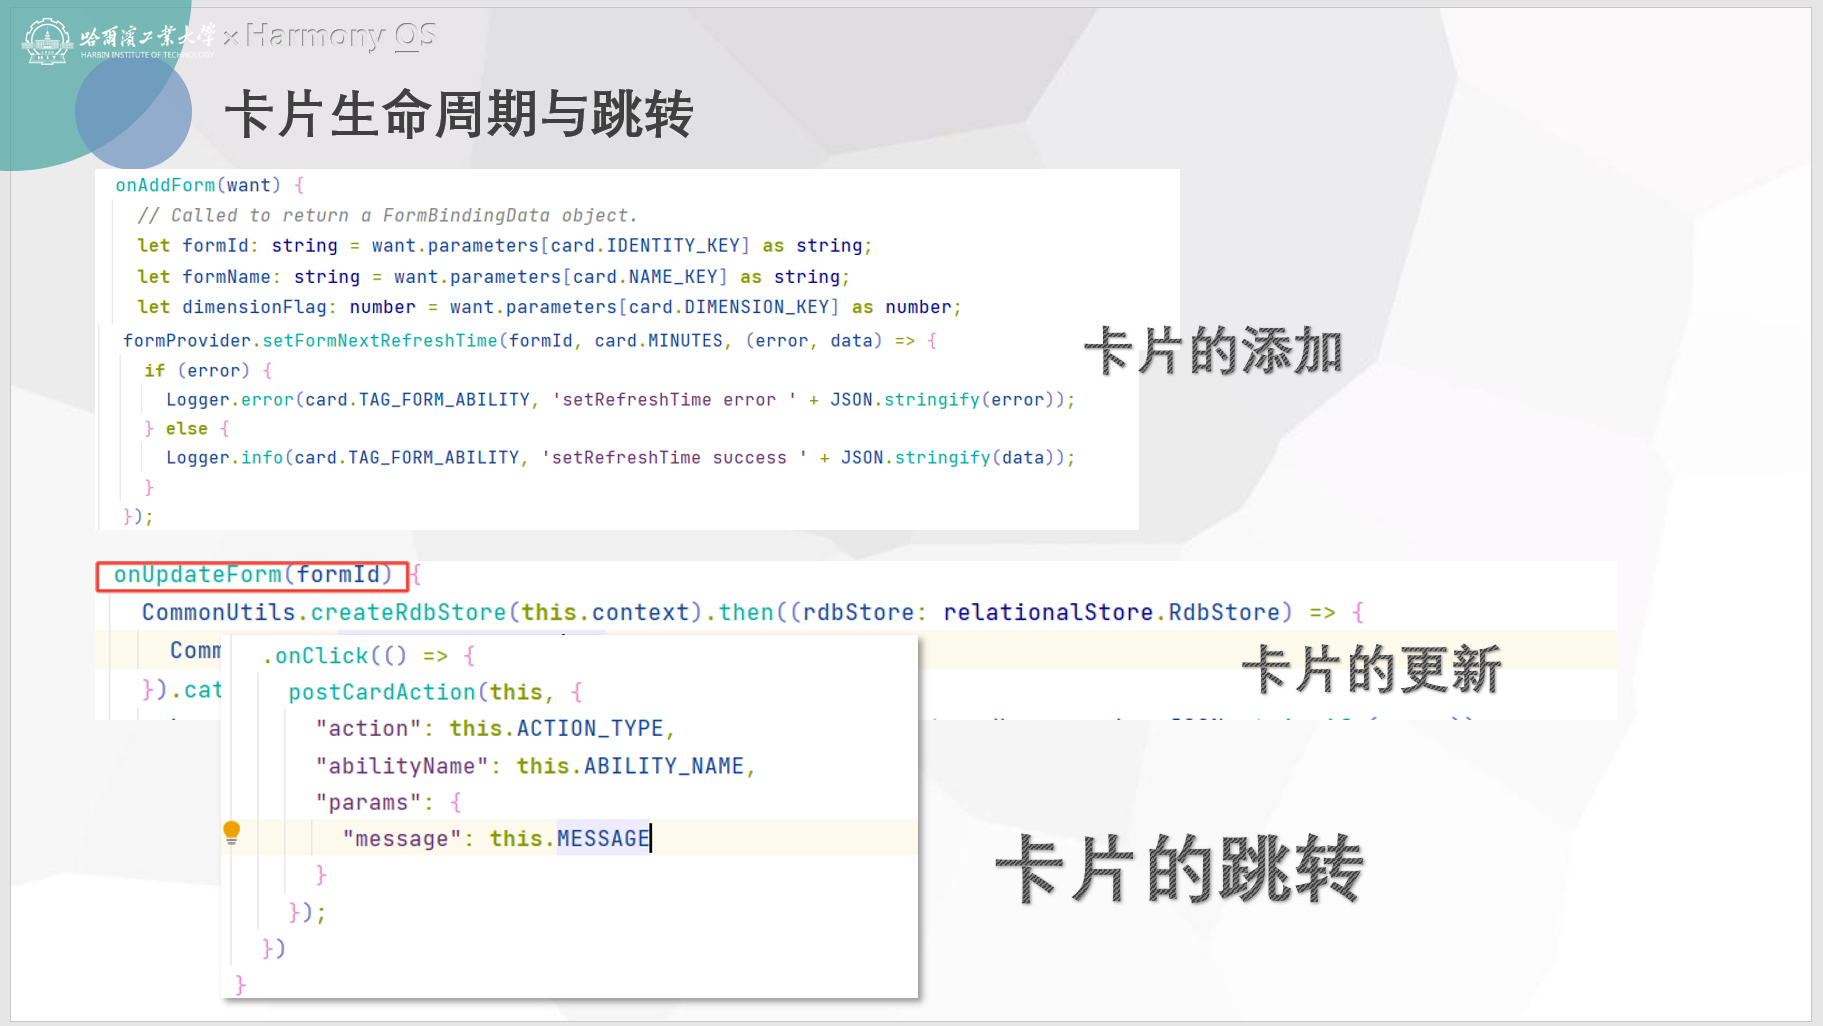 哈爾濱工業大學 × Harmony OS
HARBIN INSTITUTE OF TECHNOLOGY
卡片生命周期与跳转
onAddForm(want) {
// Called to return a FormBindingData object.
let formId: string = want.parameters[card.IDENTITY_KEY] as string;
let formName: string = want.parameters[card.NAME_KEY] as string;
let dimensionFlag: number = want.parameters[card.DIMENSION_KEY] as number;
formProvider.setFormNextRefreshTime(formId, card.MINUTES, (error, data) => {
if (error) {
Logger.error(card.TAG_FORM_ABILITY, 'setRefreshTime error ' + JSON.stringify(error));
} else {
Logger.info(card.TAG_FORM_ABILITY, 'setRefreshTime success ' + JSON.stringify(data));
}
});
卡片的添加
onUpdateForm(formId) {
CommonUtils.createRdbStore(this.context).then((rdbStore: relationalStore.RdbStore) => {
Comm
}).cat
卡片的更新
.onClick(() => {
postCardAction(this, {
"action": this.ACTION_TYPE,
"abilityName": this.ABILITY_NAME,
"params": {
"message": this.MESSAGE
}
});
})
}
卡片的跳转